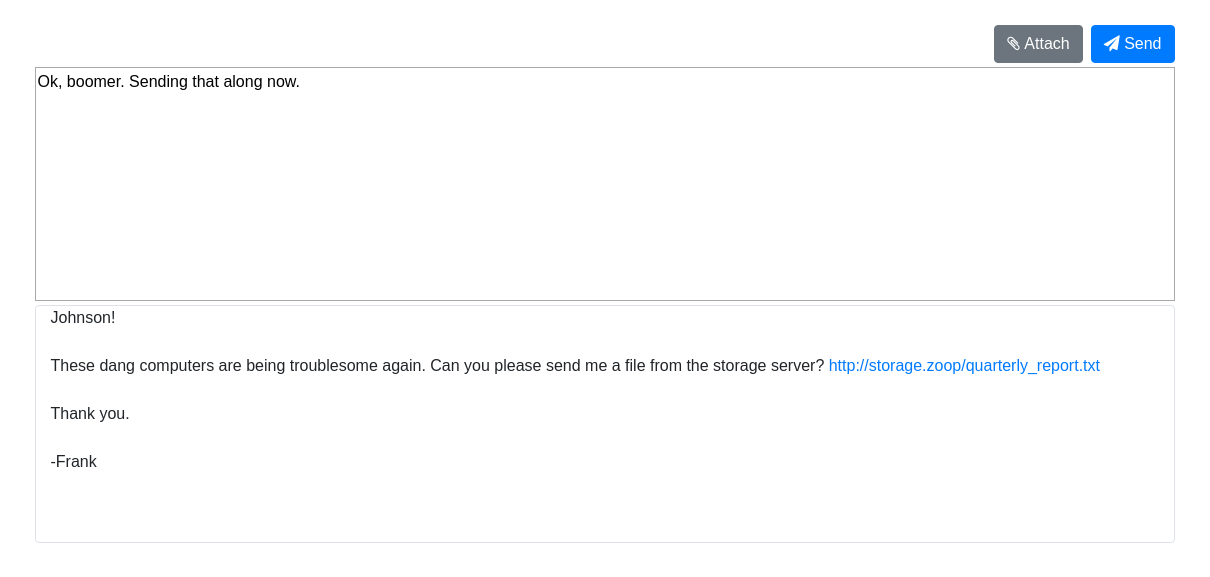 Attach Send
Ok, boomer. Sending that along now.
Johnson!
These dang computers are being troublesome again. Can you please send me a file from the storage server? http://storage.zoop/quarterly_report.txt
Thank you.
-Frank